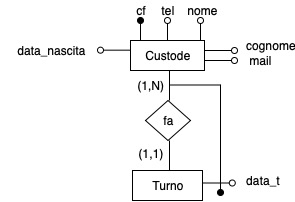 cf tel nome
data_nascita
Custode
cognome
mail
(1,N)
fa
(1,1)
Turno
data_t